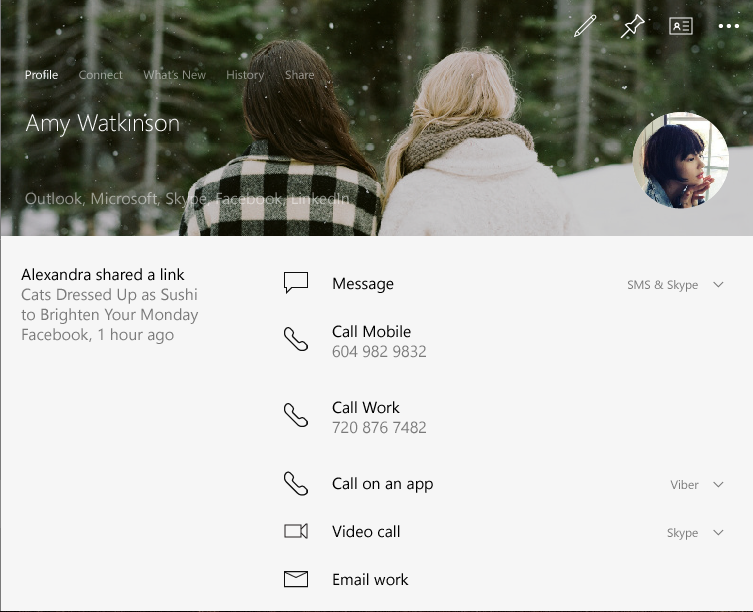 Profile Connect What's New History Share
Amy Watkinson
Outlook, Microsoft, Skype, Facebook, LinkedIn
Alexandra shared a link
Cats Dressed Up as Sushi
to Brighten Your Monday
Facebook, 1 hour ago
Message SMS & Skype
Call Mobile
604 982 9832
Call Work
720 876 7482
Call on an app Viber
Video call Skype
Email work